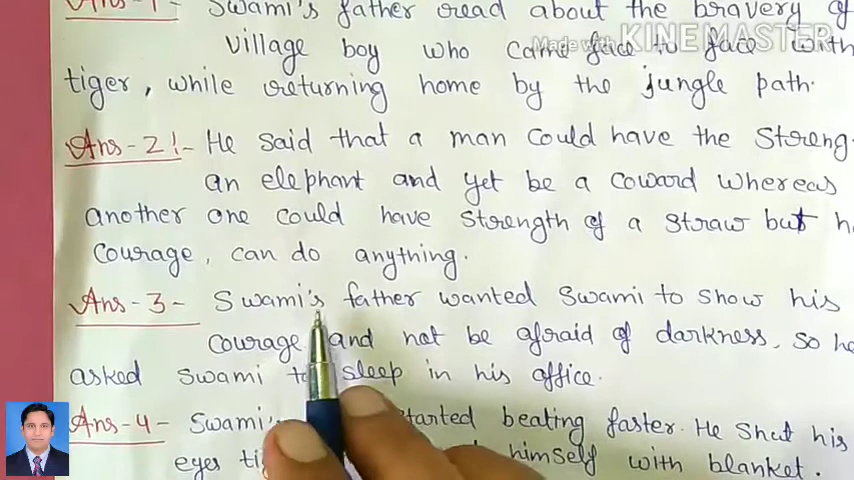 Ans-1- Swami's father read about the bravery of
Made with KINEMASTER
village boy who came face to face with
tiger, while returning home by the jungle path.
Ans-2!- He said that a man could have the Streng
an elephant and yet be a coward whereas
another one could have strength of a straw but h
courage, can do anything.
Ans-3- Swami's father wanted Swami to show his
courage and not be afraid of darkness, so he
asked Swami to sleep in his office.
Ans-4- Swami's started beating faster. He shut his
eyes himself with blanket.